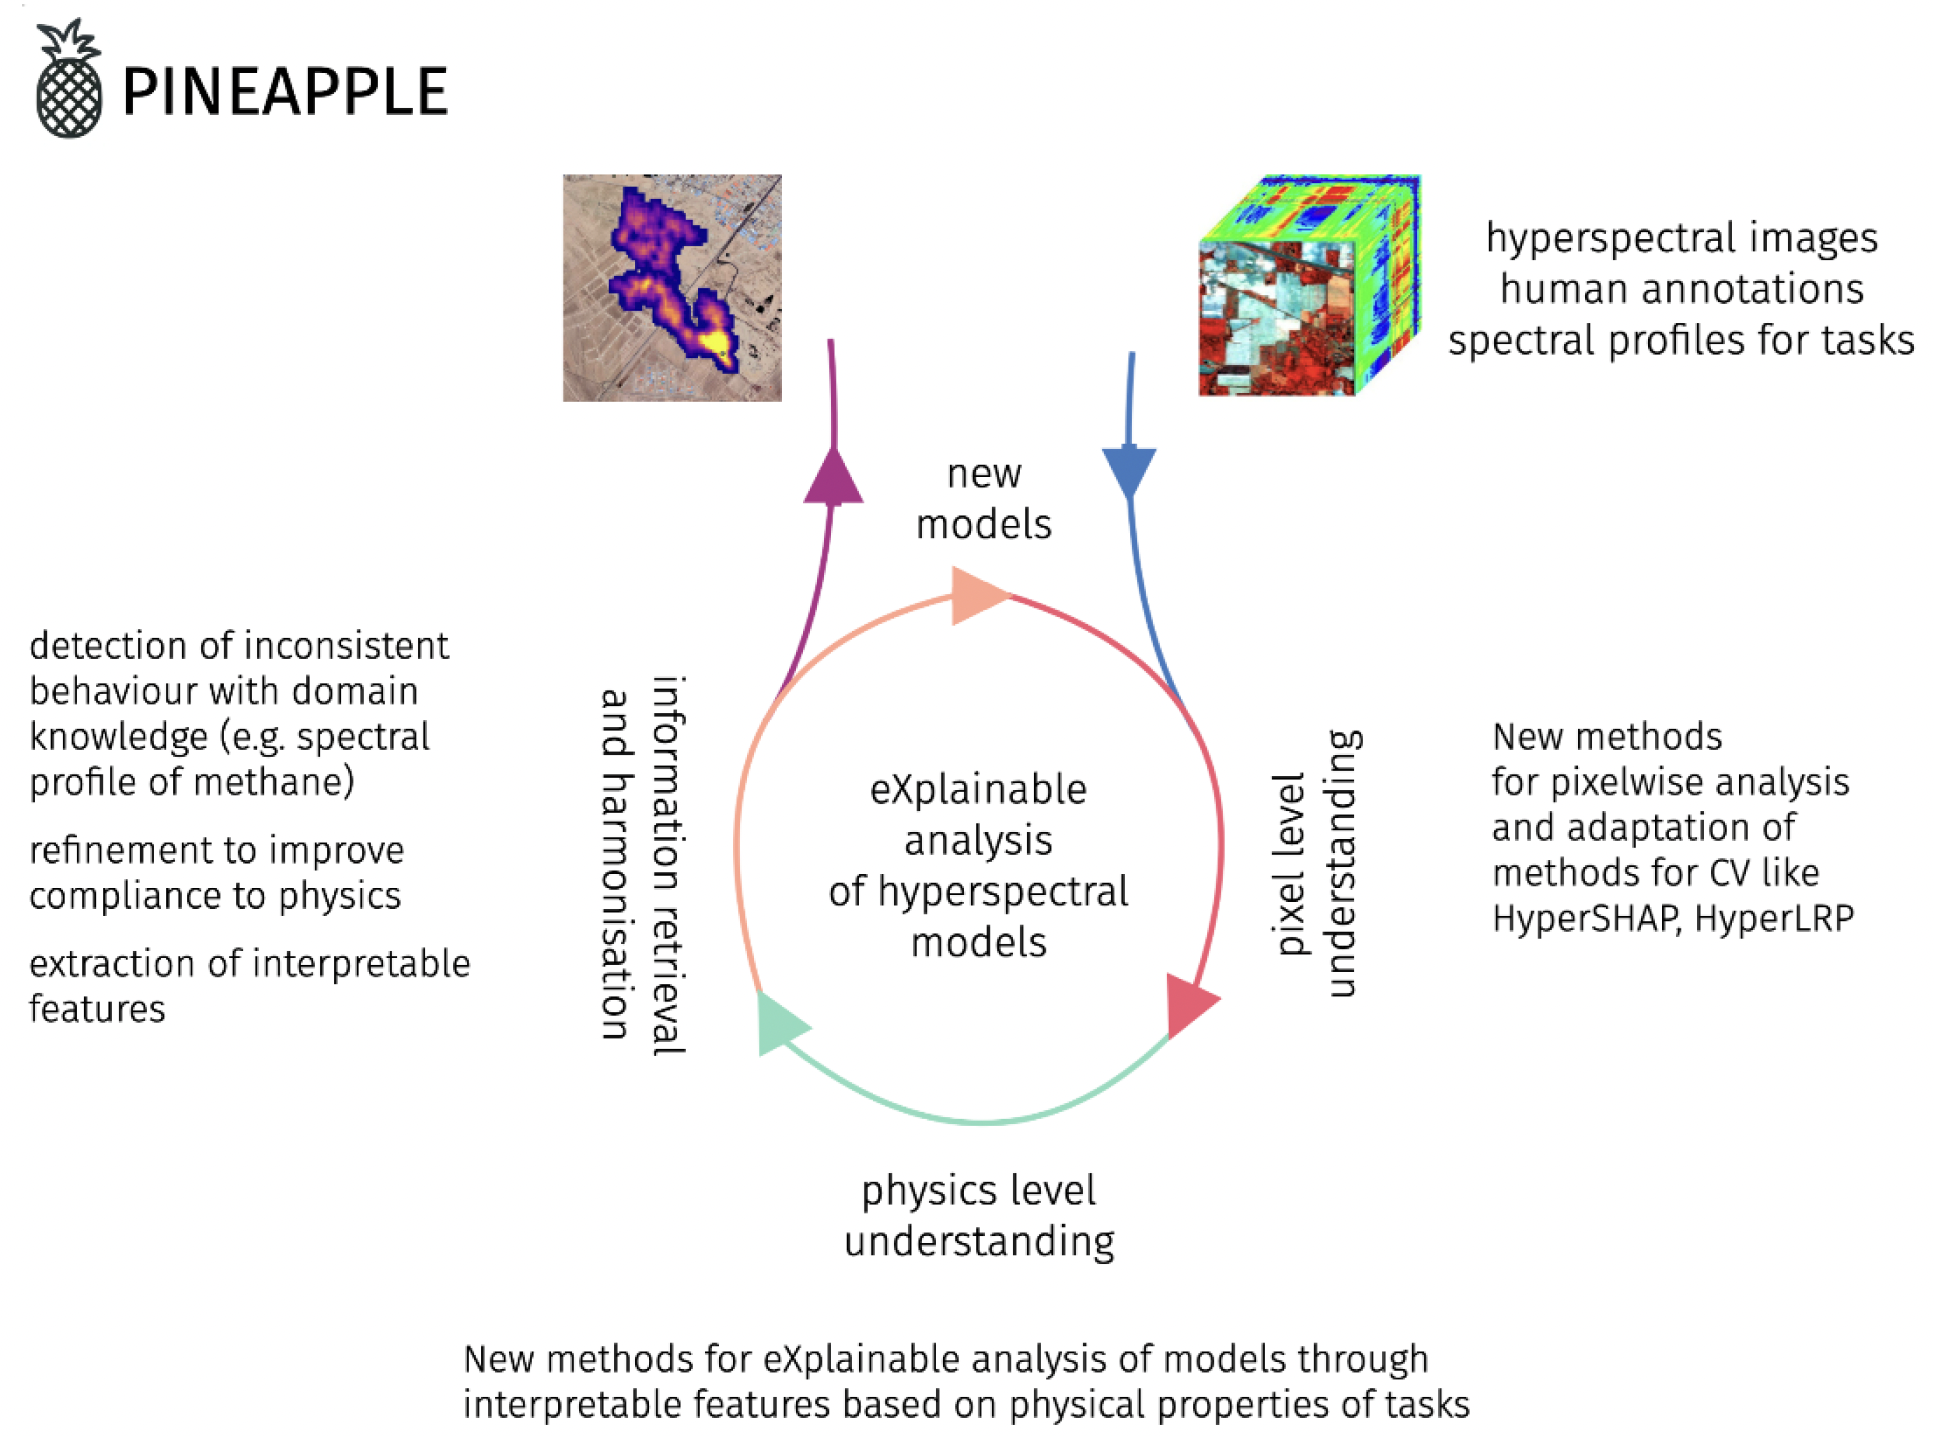 PINEAPPLE
hyperspectral images
human annotations
spectral profiles for tasks
new
models
detection of inconsistent
behaviour with domain
knowledge (e.g. spectral
profile of methane)
refinement to improve
compliance to physics
extraction of interpretable
features
information retrieval
and harmonisation
eXplainable
analysis
of hyperspectral
models
pixel level
understanding
New methods
for pixelwise analysis
and adaptation of
methods for CV like
HyperSHAP, HyperLRP
physics level
understanding
New methods for eXplainable analysis of models through
interpretable features based on physical properties of tasks